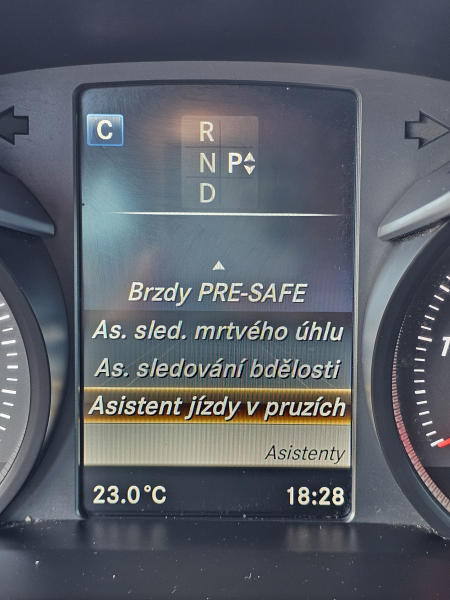 C
R
N P
D
Brzdy PRE-SAFE
As. sled. mrtvého úhlu
As. sledování bdělosti
Asistent jízdy v pruzích
Asistenty
23.0°C 18:28